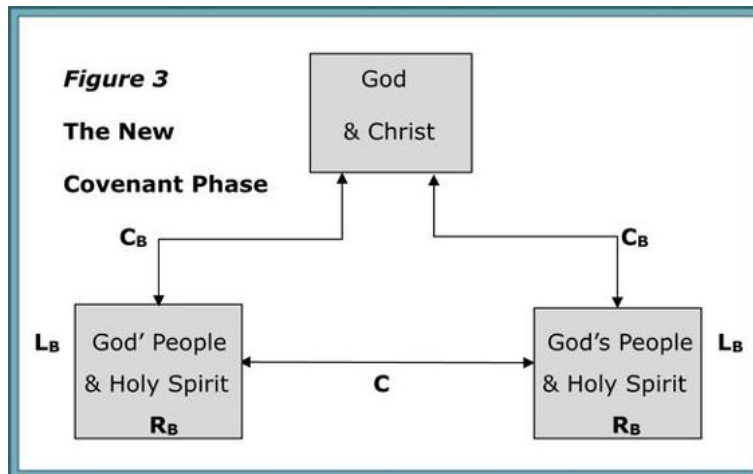 Figure 3
The New
Covenant Phase
God
& Christ
CB
CB
LB
God' People
& Holy Spirit
RB
C
God's People
& Holy Spirit
RB
LB